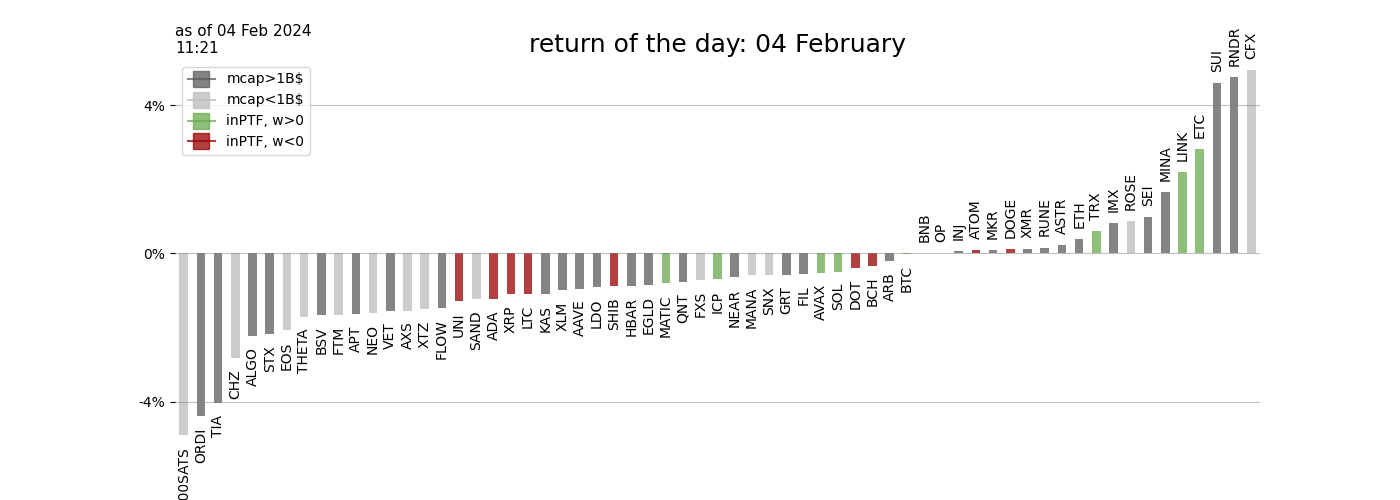 as of 04 Feb 2024
11:21
return of the day: 04 February
mcap>1B$
mcap<1B$
inPTF, w>0
inPTF, w<0
4%
0%
-4%
00SATS
ORDI
TIA
CHZ
ALGO
STX
EOS
THETA
BSV
FTM
APT
NEO
VET
AXS
XTZ
FLOW
UNI
SAND
ADA
XRP
LTC
KAS
XLM
AAVE
LDO
SHIB
HBAR
EGLD
MATIC
QNT
FXS
ICP
NEAR
MANA
SNX
GRT
FIL
AVAX
SOL
DOT
BCH
ARB
BTC
BNB
OP
INJ
ATOM
MKR
DOGE
XMR
RUNE
ASTR
ETH
TRX
IMX
ROSE
SEI
MINA
LINK
ETC
SUI
RNDR
CFX